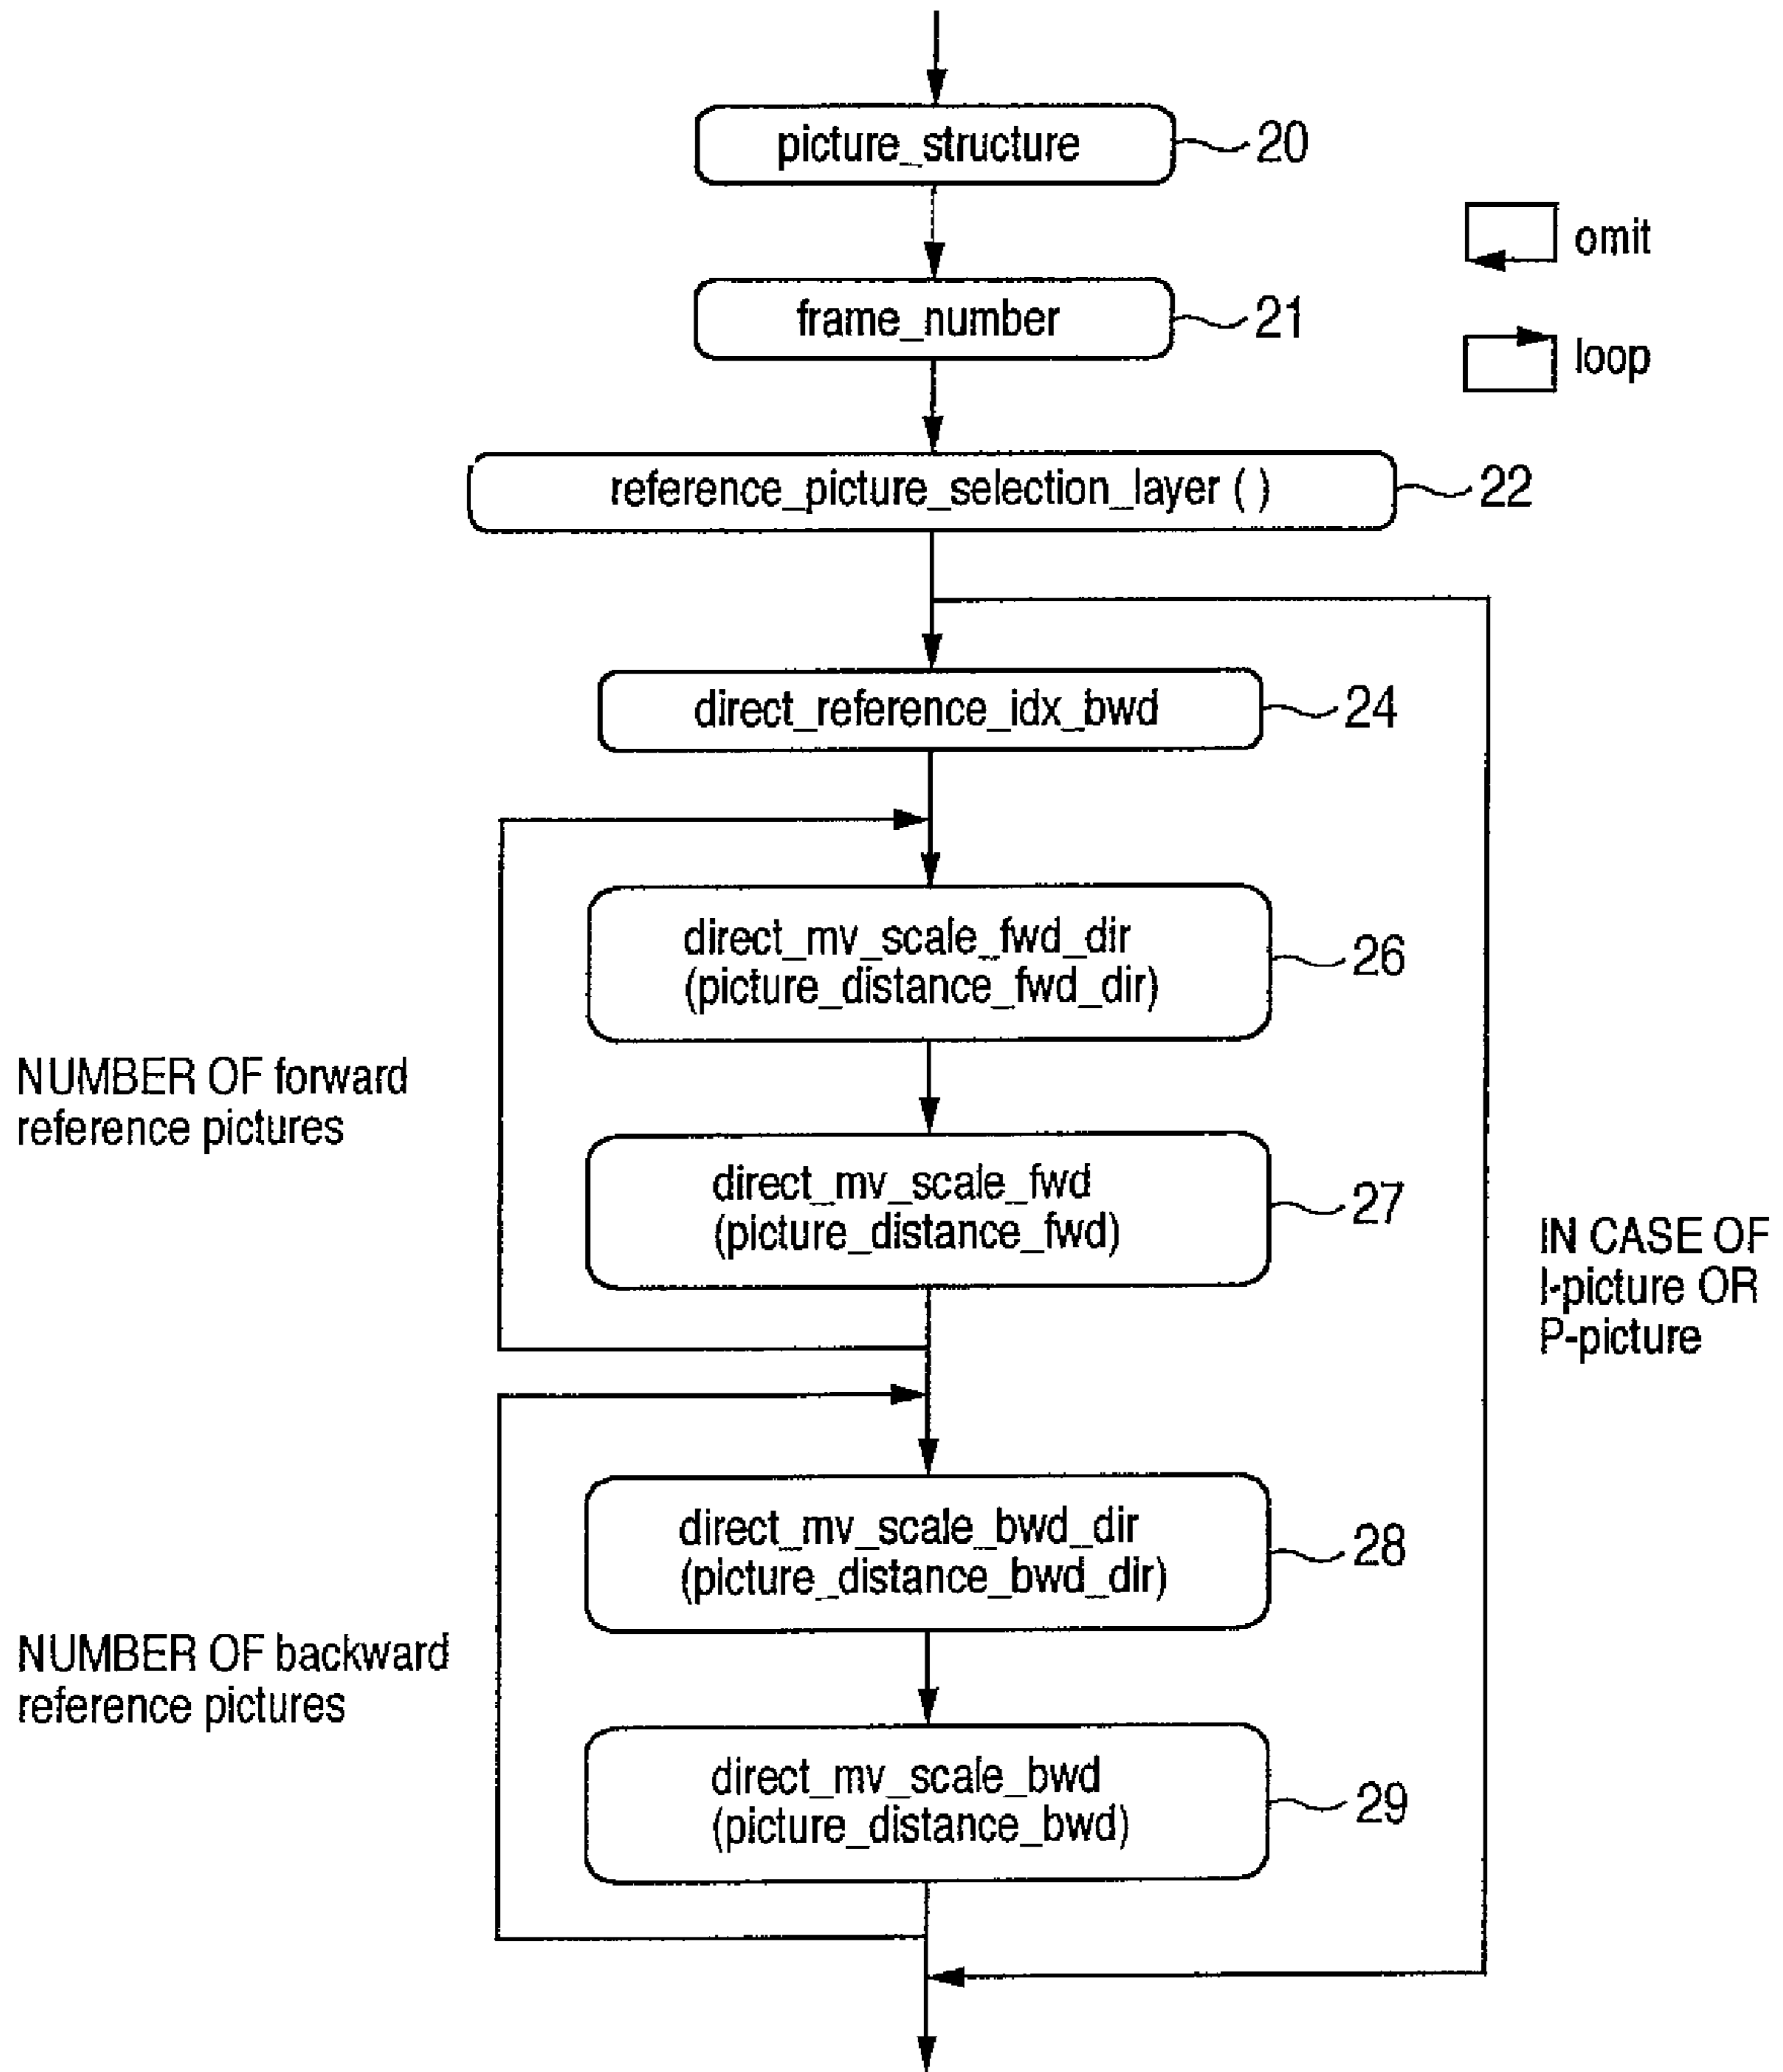 picture_structure
20
omit
frame_number
21
loop
reference_picture_selection_layer ( )
22
direct_reference_idx_bwd
24
direct_mv_scale_fwd_dir
(picture_distance_fwd_dir)
26
NUMBER OF forward
reference pictures
direct_mv_scale_fwd
(picture_distance_fwd)
27
IN CASE OF
I-picture OR
P-picture
direct_mv_scale_bwd_dir
(picture_distance_bwd_dir)
28
NUMBER OF backward
reference pictures
direct_mv_scale_bwd
(picture_distance_bwd)
29